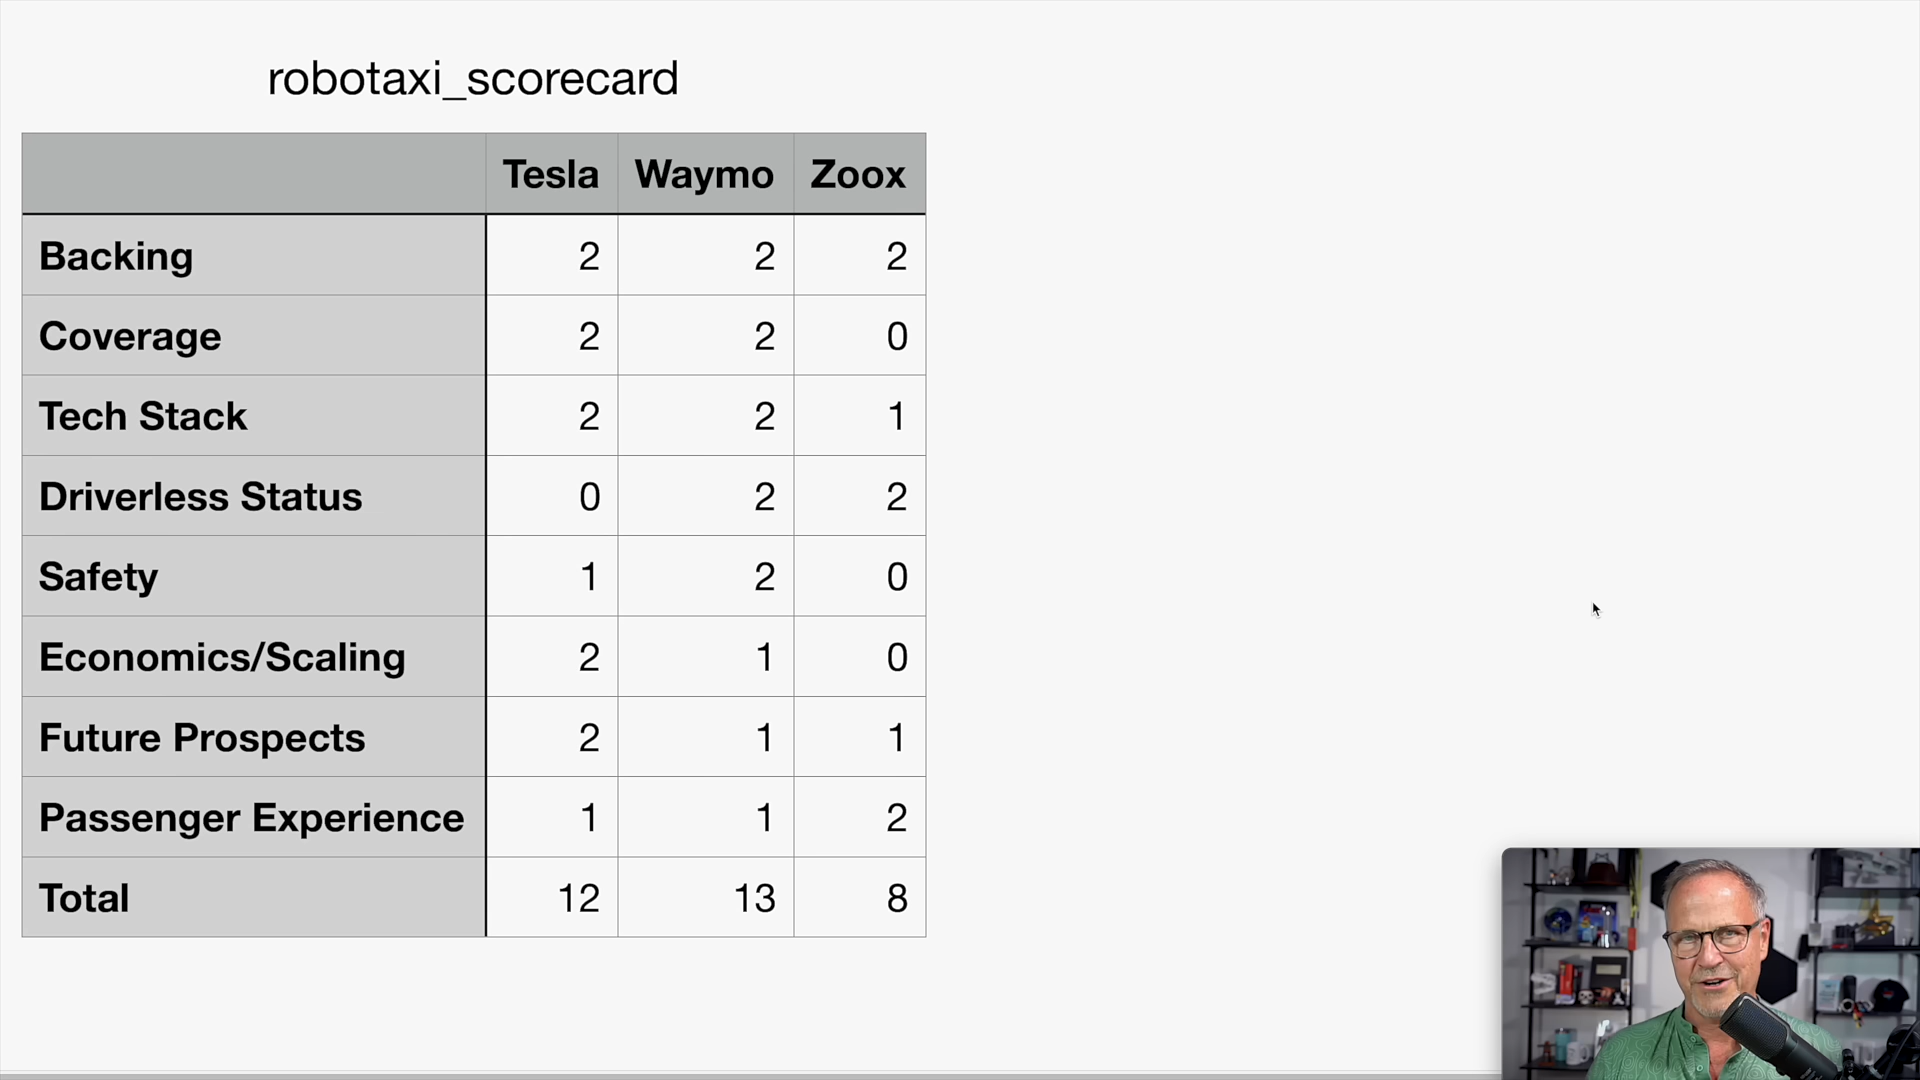 robotaxi_scorecard
Tesla Waymo Zoox
Backing 2 2 2
Coverage 2 2 0
Tech Stack 2 2 1
Driverless Status 0 2 2
Safety 1 2 0
Economics/Scaling 2 1 0
Future Prospects 2 1 1
Passenger Experience 1 1 2
Total 12 13 8